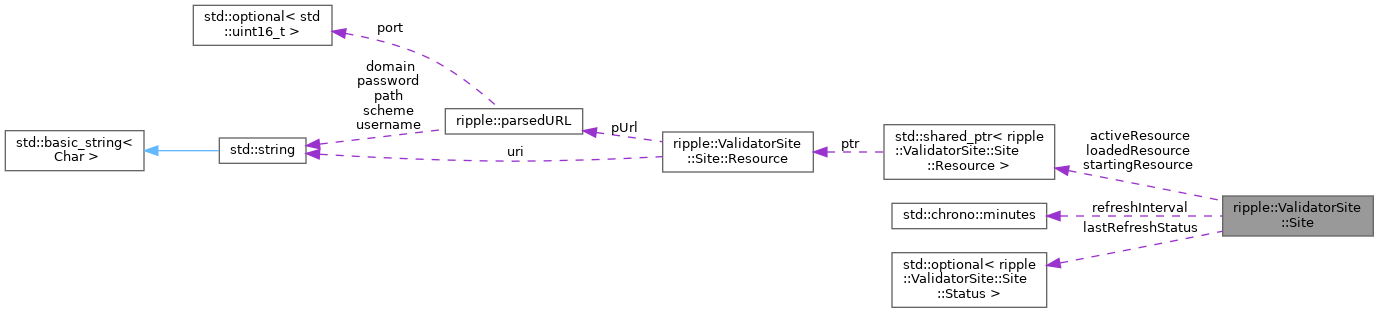 std::optional< std
::uint16_t >
port
domain
password
path
scheme
username
std::basic_string<
Char >
std::string
ripple::parsedURL
uri
pUrl
ripple::ValidatorSite
::Site::Resource
ptr
std::shared_ptr< ripple
::ValidatorSite::Site
::Resource >
activeResource
loadedResource
startingResource
std::chrono::minutes
refreshInterval
lastRefreshStatus
ripple::ValidatorSite
::Site
std::optional< ripple
::ValidatorSite::Site
::Status >